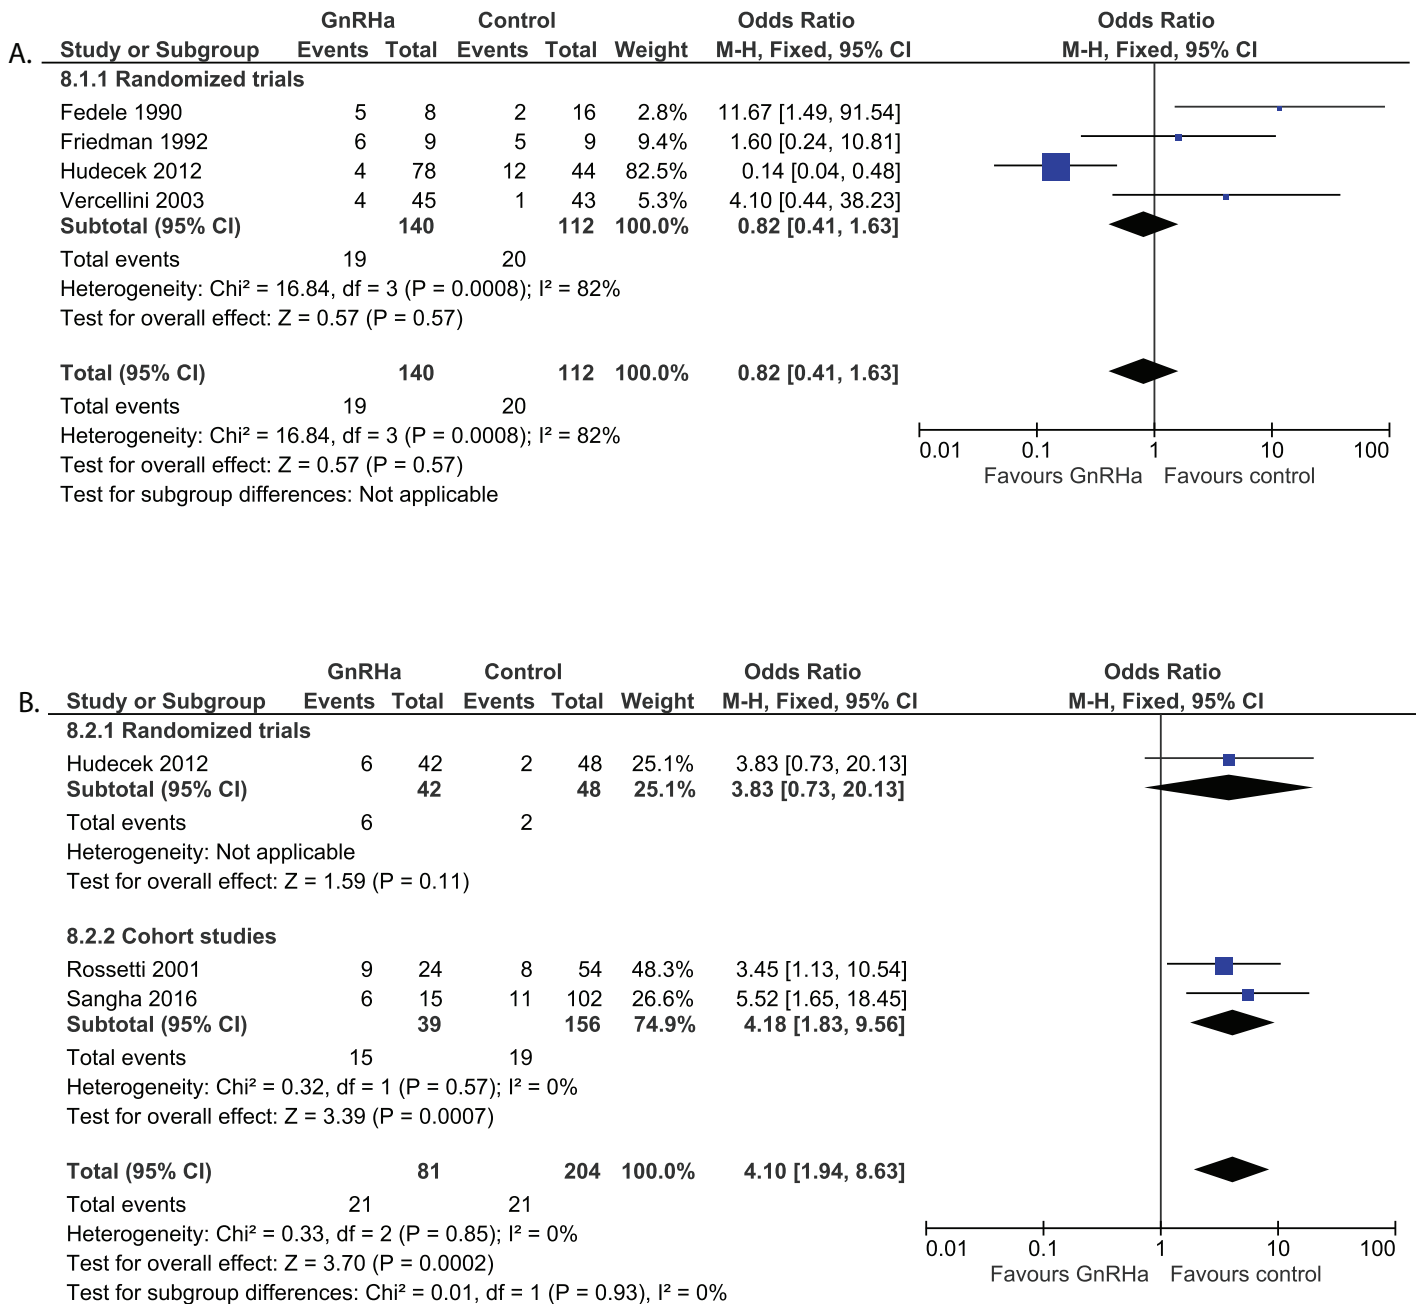 A.
GnRHa Control Odds Ratio Odds Ratio
Study or Subgroup Events Total Events Total Weight M-H, Fixed, 95% CI M-H, Fixed, 95% CI
8.1.1 Randomized trials
Fedele 1990 5 8 2 16 2.8% 11.67 [1.49, 91.54]
Friedman 1992 6 9 5 9 9.4% 1.60 [0.24, 10.81]
Hudecek 2012 4 78 12 44 82.5% 0.14 [0.04, 0.48]
Vercellini 2003 4 45 1 43 5.3% 4.10 [0.44, 38.23]
Subtotal (95% CI) 140 112 100.0% 0.82 [0.41, 1.63]
Total events 19 20
Heterogeneity: Chi² = 16.84, df = 3 (P = 0.0008); I² = 82%
Test for overall effect: Z = 0.57 (P = 0.57)
Total (95% CI) 140 112 100.0% 0.82 [0.41, 1.63]
Total events 19 20
Heterogeneity: Chi² = 16.84, df = 3 (P = 0.0008); I² = 82%
Test for overall effect: Z = 0.57 (P = 0.57)
Test for subgroup differences: Not applicable
0.01 0.1 1 10 100
Favours GnRHa Favours control
B.
GnRHa Control Odds Ratio Odds Ratio
Study or Subgroup Events Total Events Total Weight M-H, Fixed, 95% CI M-H, Fixed, 95% CI
8.2.1 Randomized trials
Hudecek 2012 6 42 2 48 25.1% 3.83 [0.73, 20.13]
Subtotal (95% CI) 42 48 25.1% 3.83 [0.73, 20.13]
Total events 6 2
Heterogeneity: Not applicable
Test for overall effect: Z = 1.59 (P = 0.11)
8.2.2 Cohort studies
Rossetti 2001 9 24 8 54 48.3% 3.45 [1.13, 10.54]
Sangha 2016 6 15 11 102 26.6% 5.52 [1.65, 18.45]
Subtotal (95% CI) 39 156 74.9% 4.18 [1.83, 9.56]
Total events 15 19
Heterogeneity: Chi² = 0.32, df = 1 (P = 0.57); I² = 0%
Test for overall effect: Z = 3.39 (P = 0.0007)
Total (95% CI) 81 204 100.0% 4.10 [1.94, 8.63]
Total events 21 21
Heterogeneity: Chi² = 0.33, df = 2 (P = 0.85); I² = 0%
Test for overall effect: Z = 3.70 (P = 0.0002)
Test for subgroup differences: Chi² = 0.01, df = 1 (P = 0.93), I² = 0%
0.01 0.1 1 10 100
Favours GnRHa Favours control